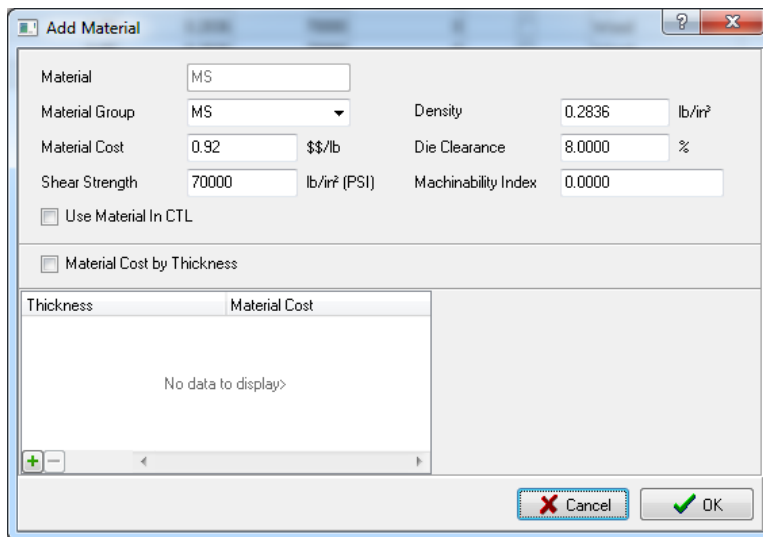 Add Material
?
Material MS
Material Group MS Density 0.2836 lb/in³
Material Cost 0.92 $$/lb Die Clearance 8.0000 %
Shear Strength 70000 lb/in² (PSI) Machinability Index 0.0000
Use Material In CTL
Material Cost by Thickness
Thickness Material Cost
No data to display>
Cancel OK